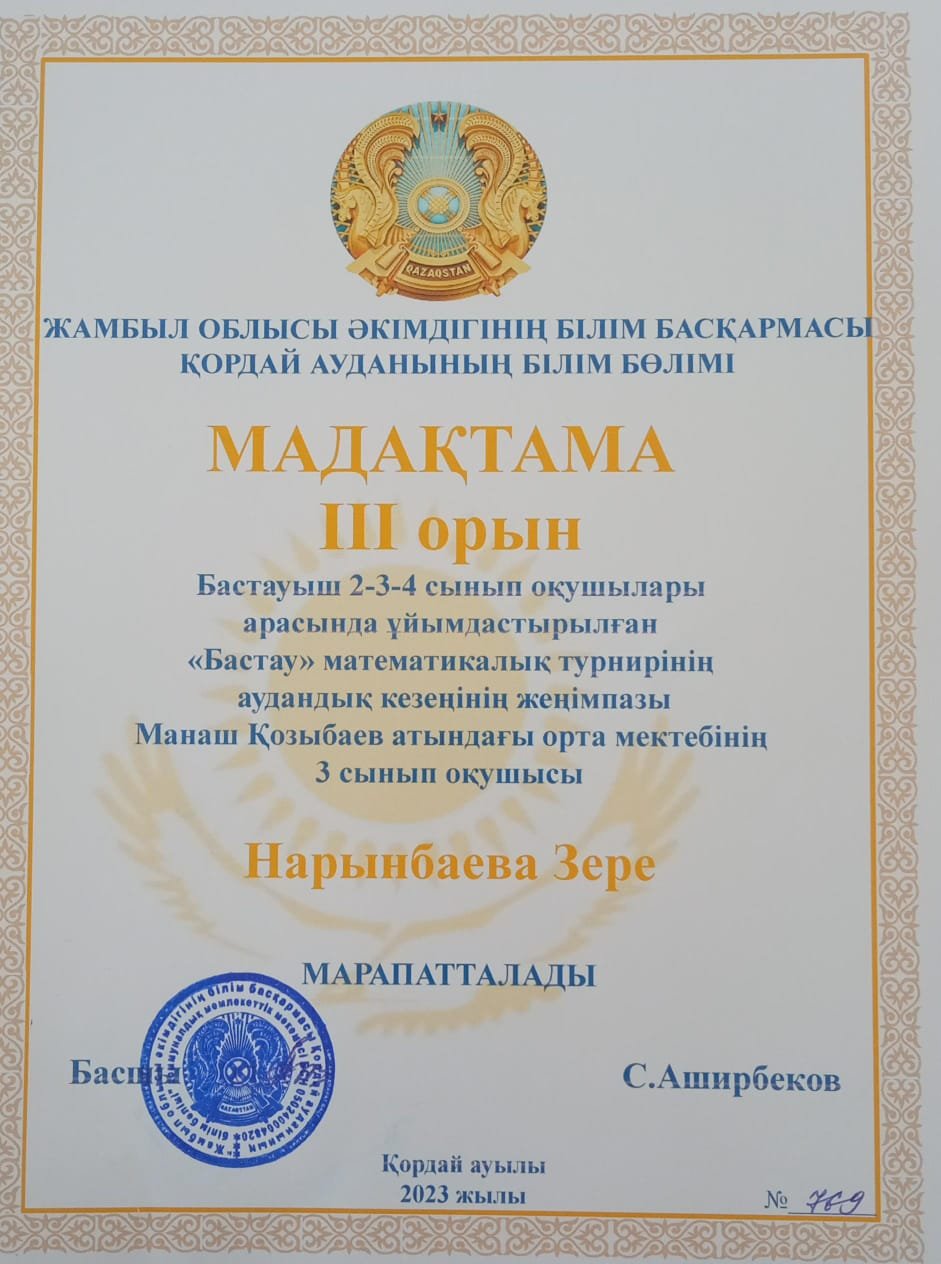 QAZAQSTAN
ЖАМБЫЛ ОБЛЫСЫ ӘКІМДІГІНІҢ БІЛІМ БАСҚАРМАСЫ
ҚОРДАЙ АУДАНЫНЫҢ БІЛІМ БӨЛІМІ
МАДАҚТАМА
ІІІ орын
Бастауыш 2-3-4 сынып оқушылары
арасында ұйымдастырылған
«Бастау» математикалық турнирінің
аудандық кезеңінің жеңімпазы
Манаш Қозыбаев атындағы орта мектебінің
3 сынып оқушысы
Нарынбаева Зере
МАРАПАТТАЛАДЫ
С.Аширбеков
Қордай ауылы
2023 жылы
№ 769